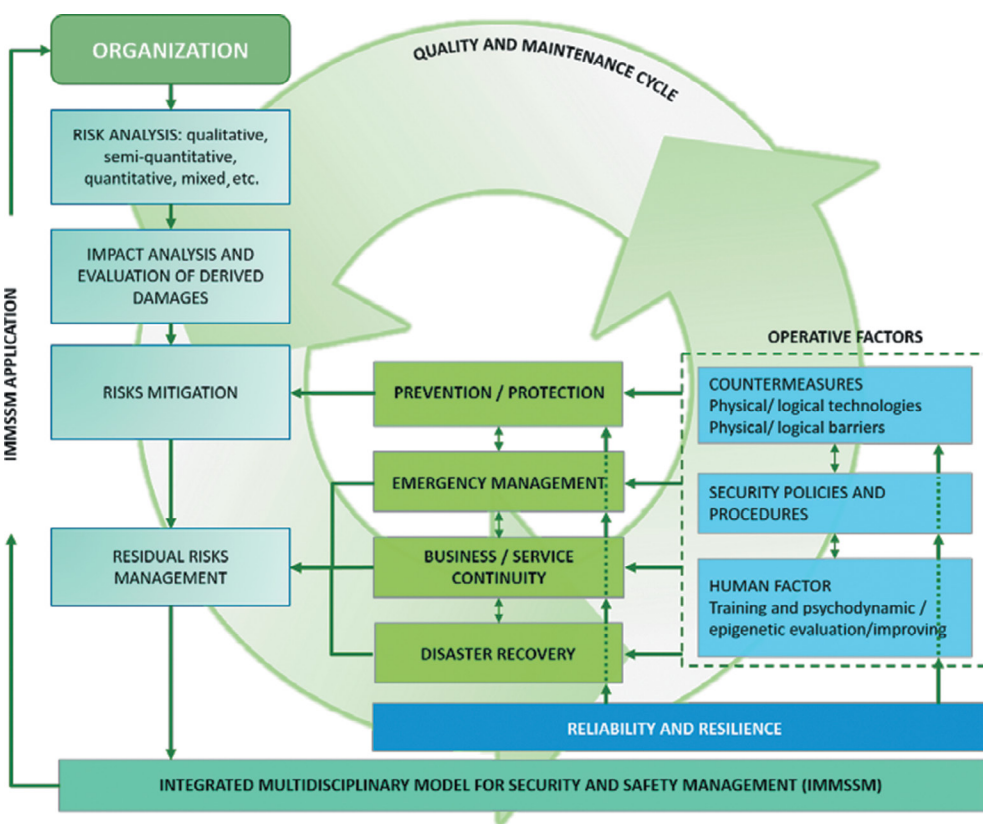 ORGANIZATION
QUALITY AND MAINTENANCE CYCLE
RISK ANALYSIS: qualitative,
semi-quantitative,
quantitative, mixed, etc.
IMPACT ANALYSIS AND
EVALUATION OF DERIVED
DAMAGES
IMMSSM APPLICATION
RISKS MITIGATION
RESIDUAL RISKS
MANAGEMENT
PREVENTION / PROTECTION
EMERGENCY MANAGEMENT
BUSINESS / SERVICE
CONTINUITY
DISASTER RECOVERY
OPERATIVE FACTORS
COUNTERMEASURES
Physical/ logical technologies
Physical/ logical barriers
SECURITY POLICIES AND
PROCEDURES
HUMAN FACTOR
Training and psychodynamic /
epigenetic evaluation/improving
RELIABILITY AND RESILIENCE
INTEGRATED MULTIDISCIPLINARY MODEL FOR SECURITY AND SAFETY MANAGEMENT (IMMSSM)